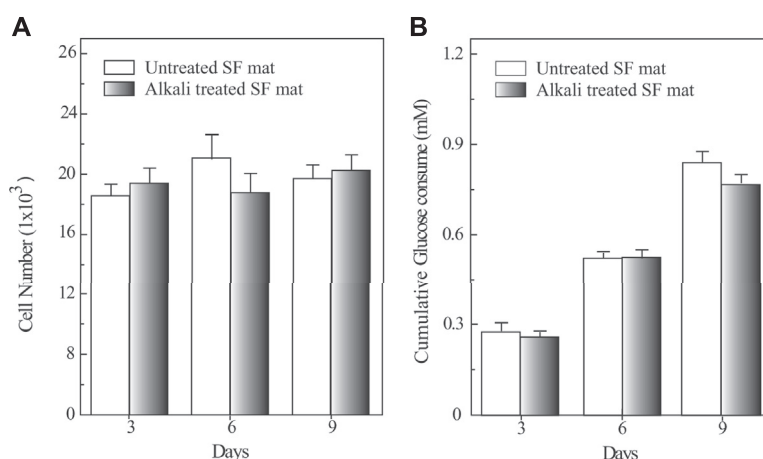 A
Cell Number (1x10³)
26
22
20
16
12
8
4
0
Untreated SF mat
Alkali treated SF mat
3 6 9
Days
B
Cumulative Glucose consume (mM)
1.2
0.9
0.6
0.3
0
Untreated SF mat
Alkali treated SF mat
3 6 9
Days